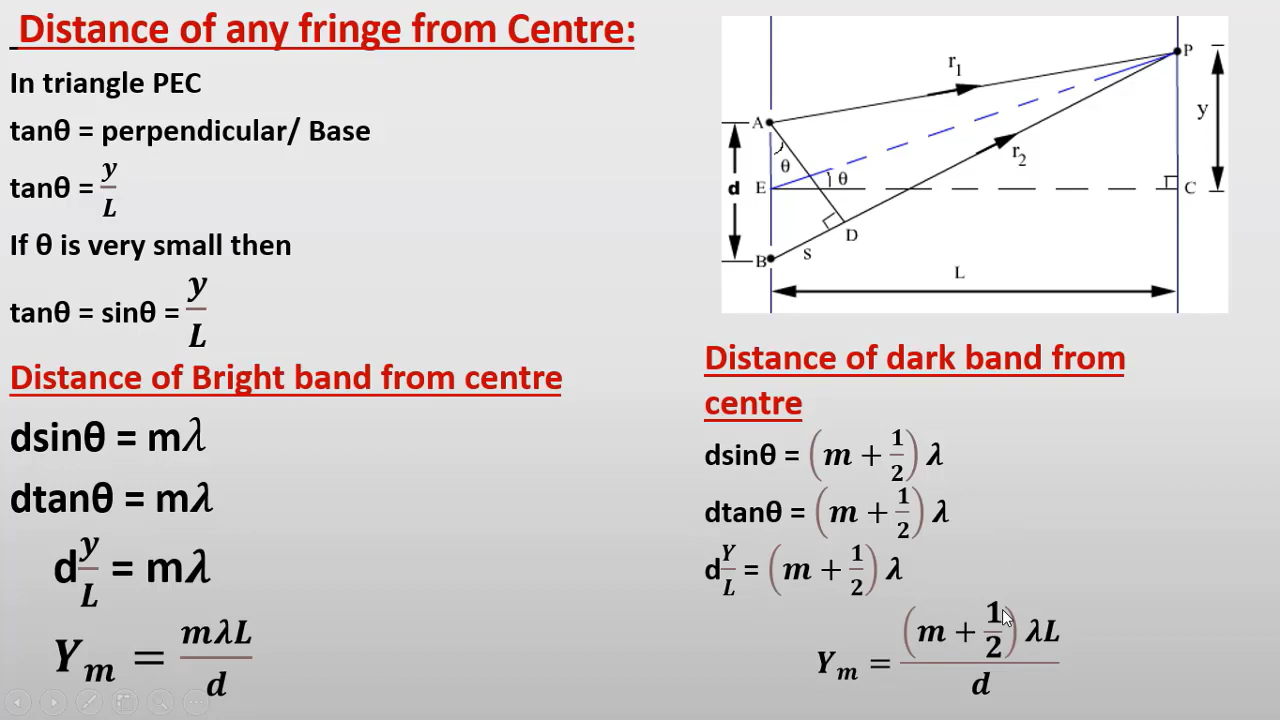 Distance of any fringe from Centre:
In triangle PEC
tanθ = perpendicular/ Base
tanθ = y/L
If θ is very small then
tanθ = sinθ = y/L
Distance of Bright band from centre
dsinθ = mλ
dtanθ = mλ
d y/L = mλ
Yₘ = mλL/d
P
r₁
y
A
r₂
θ
θ
d
E
C
D
B
S
L
Distance of dark band from
centre
dsinθ = (m + 1/2) λ
dtanθ = (m + 1/2) λ
d Y/L = (m + 1/2) λ
Yₘ = (m + 1/2) λL/d